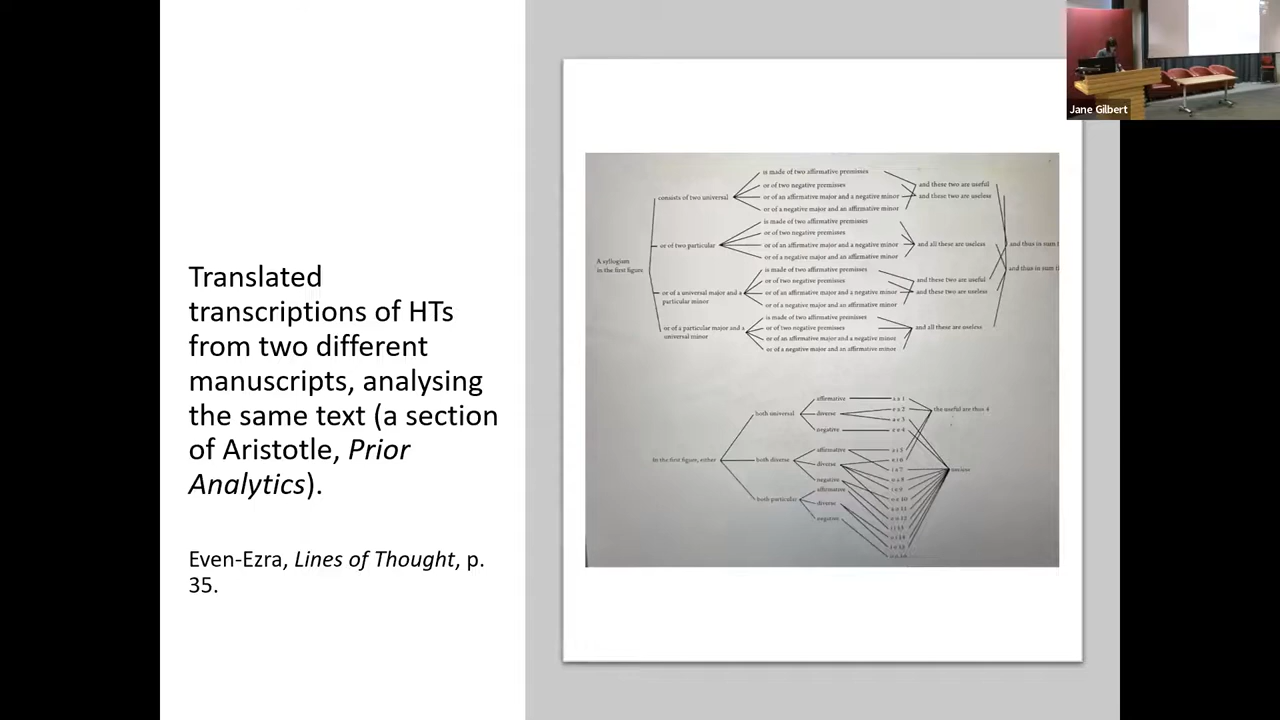 Translated
transcriptions of HTs
from two different
manuscripts, analysing
the same text (a section
of Aristotle, Prior
Analytics).
Even-Ezra, Lines of Thought, p.
35.
Jane Gilbert
A syllogism
in the first figure
consists of two universal
is made of two affirmative premisses
or of two negative premisses
or of an affirmative major and a negative minor
or of a negative major and an affirmative minor
and these two are useful
and these two are useless
or of two particular
is made of two affirmative premisses
or of two negative premisses
or of an affirmative major and a negative minor
or of a negative major and an affirmative minor
and all these are useless
or of a universal major and a
particular minor
is made of two affirmative premisses
or of two negative premisses
or of an affirmative major and a negative minor
or of a negative major and an affirmative minor
and these two are useful
and these two are useless
or of a particular major and a
universal minor
is made of two affirmative premisses
or of two negative premisses
or of an affirmative major and a negative minor
or of a negative major and an affirmative minor
and all these are useless
and thus in sum
and thus in sum
In the first figure, either
both universal
affirmative
diverse
negative
both diverse
affirmative
diverse
negative
both particular
affirmative
diverse
negative
a a 1
e a 2
a e 3
e e 4
the useful are thus 4
useless